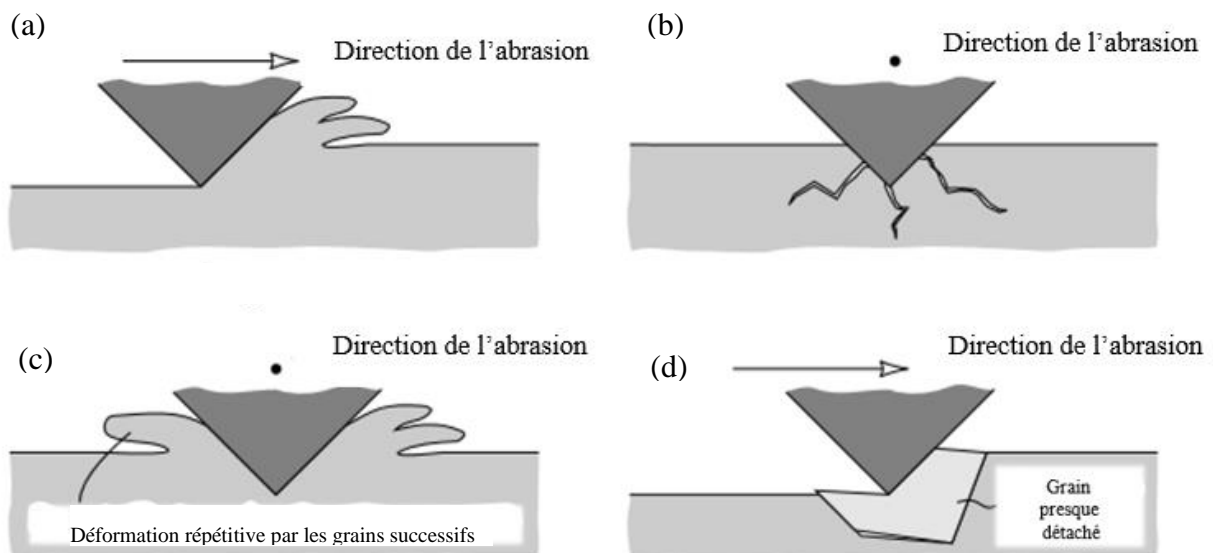 (a)
Direction de l'abrasion
(b)
Direction de l'abrasion
(c)
Direction de l'abrasion
Déformation répétitive par les grains successifs
(d)
Direction de l'abrasion
Grain
presque
détaché